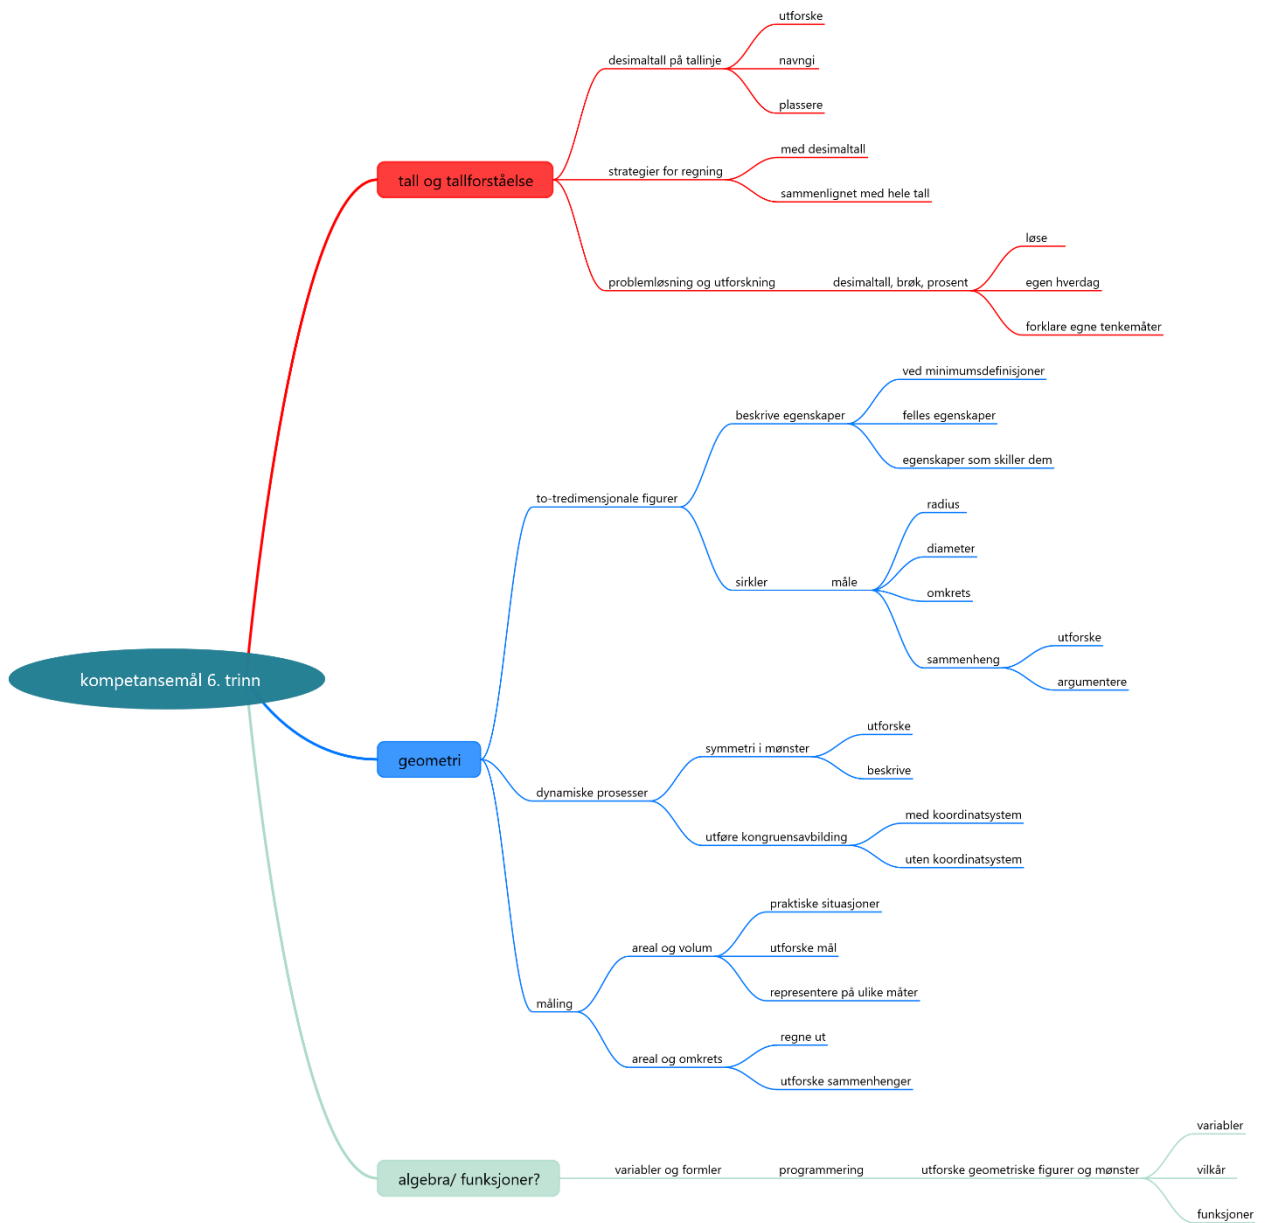 kompetansemål 6. trinn
tall og tallforståelse
desimaltall på tallinje
utforske
navngi
plassere
strategier for regning
med desimaltall
sammenlignet med hele tall
problemløsning og utforskning
desimaltall, brøk, prosent
løse
egen hverdag
forklare egne tenkemåter
geometri
to-tredimensjonale figurer
beskrive egenskaper
ved minimumsdefinisjoner
felles egenskaper
egenskaper som skiller dem
sirkler
måle
radius
diameter
omkrets
sammenheng
utforske
argumentere
dynamiske prosesser
symmetri i mønster
utforske
beskrive
utføre kongruensavbilding
med koordinatsystem
uten koordinatsystem
måling
areal og volum
praktiske situasjoner
utforske mål
representere på ulike måter
areal og omkrets
regne ut
utforske sammenhenger
algebra/ funksjoner?
variabler og formler
programmering
utforske geometriske figurer og mønster
variabler
vilkår
funksjoner